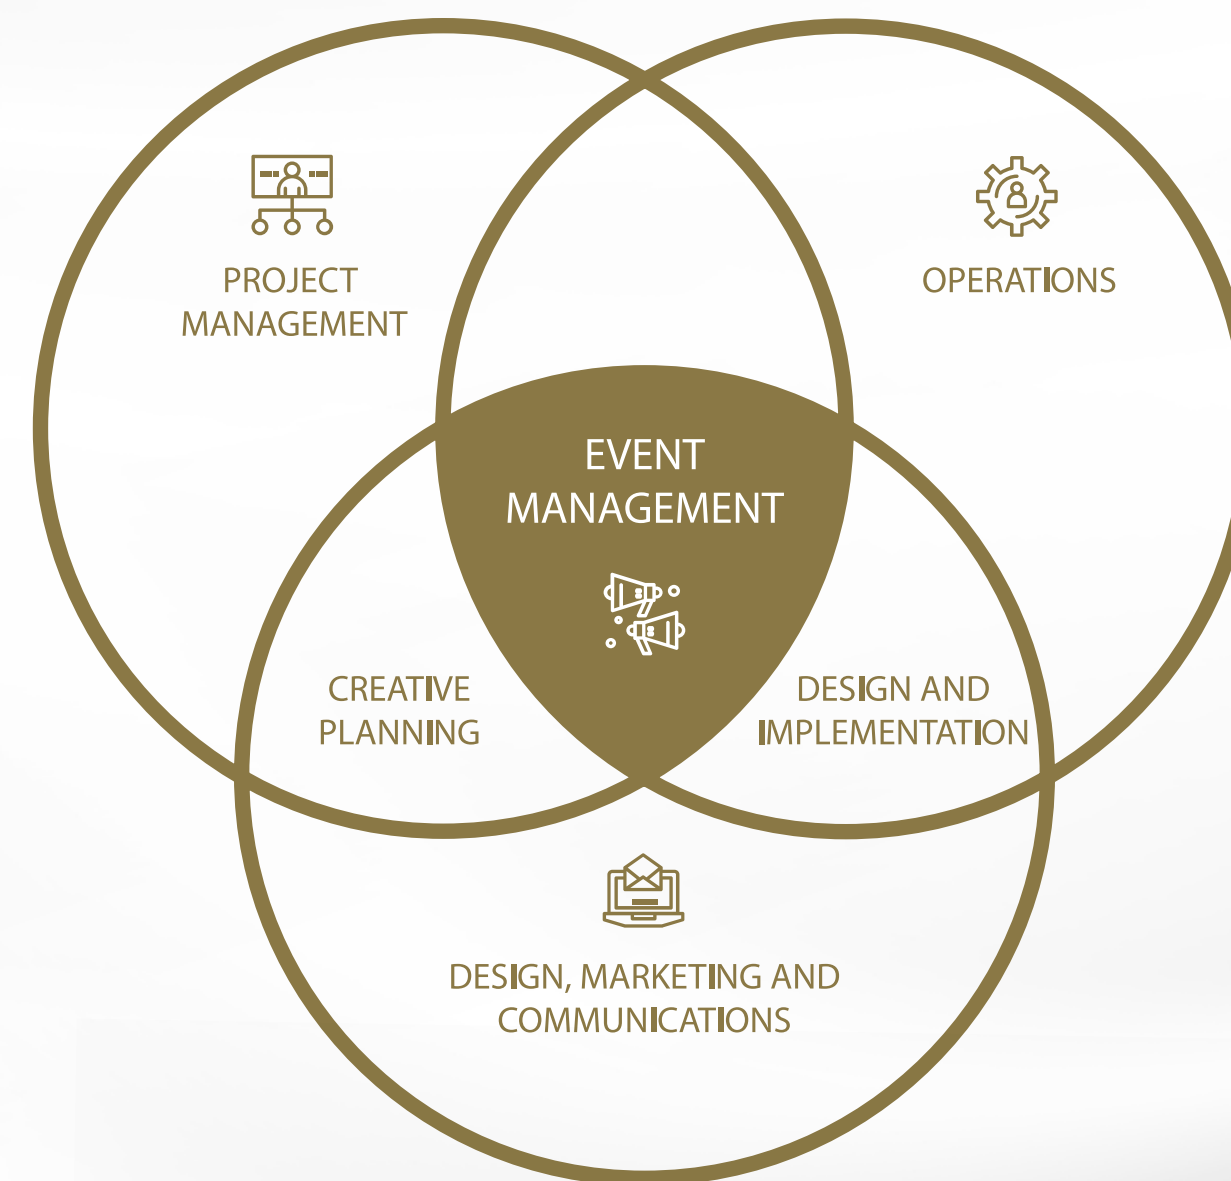 PROJECT
MANAGEMENT
OPERATIONS
EVENT
MANAGEMENT
CREATIVE
PLANNING
DESIGN AND
IMPLEMENTATION
DESIGN, MARKETING AND
COMMUNICATIONS